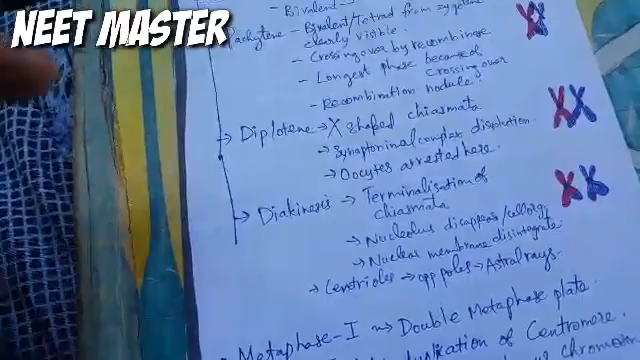 NEET MASTER
- Bivalent
Pachytene - Bivalent/Tetrad from zygotene
clearly visible.
- Crossing over by recombinase
- Longest phase because of
crossing over
- Recombination nodule.
→ Diplotene → X shaped chiasmata
→ Synaptonimal complex dissolution.
→ Oocytes arrested here.
→ Diakinesis → Terminalisation of
chiasmata
→ Nucleolus disappears/
→ Nuclear membrane disintegrate
→ Centrioles → opp poles → Astral rays.
Metaphase-I → Double Metaphase plate.
of Centromere.